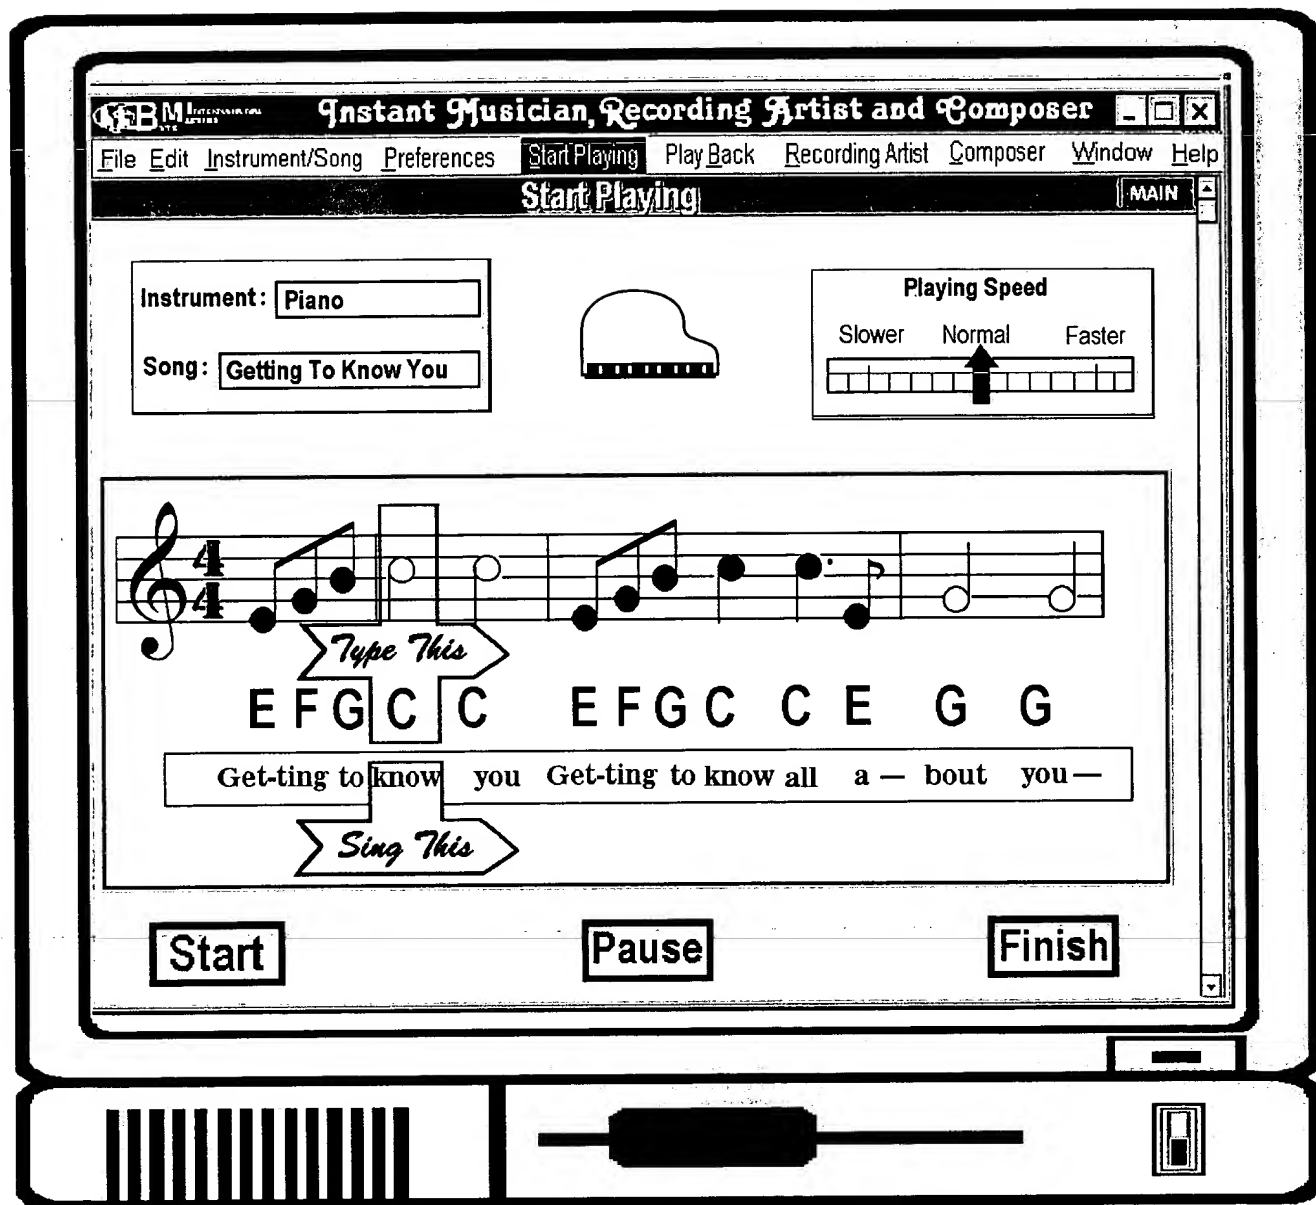 Instant Musician, Recording Artist and Composer
File Edit Instrument/Song Preferences Start Playing Play Back Recording Artist Composer Window Help
Start Playing MAIN
Instrument: Piano
Song: Getting To Know You
Playing Speed
Slower Normal Faster
4
4
Type This
E F G C C E F G C C E G G
Get-ting to know you Get-ting to know all a — bout you —
Sing This
Start Pause Finish